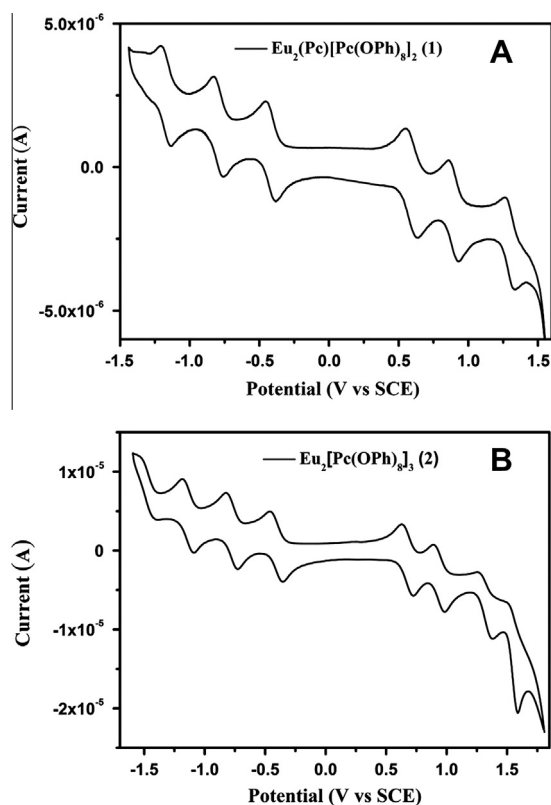 A
Eu₂(Pc)[Pc(OPh)₈]₂ (1)
5.0x10⁻⁶
0.0
-5.0x10⁻⁶
Current (A)
-1.5 -1.0 -0.5 0.0 0.5 1.0 1.5
Potential (V vs SCE)
B
Eu₂[Pc(OPh)₈]₃ (2)
1x10⁻⁵
0
-1x10⁻⁵
-2x10⁻⁵
Current (A)
-1.5 -1.0 -0.5 0.0 0.5 1.0 1.5
Potential (V vs SCE)